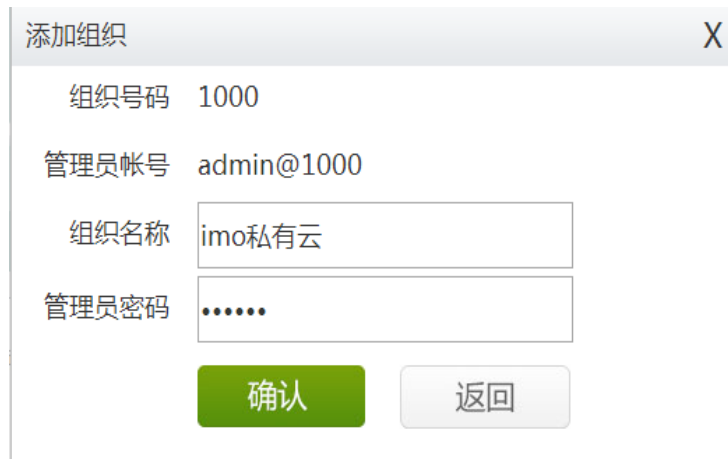 添加组织 X
组织号码 1000
管理员帐号 admin@1000
组织名称 imo私有云
管理员密码 ••••••
确认 返回